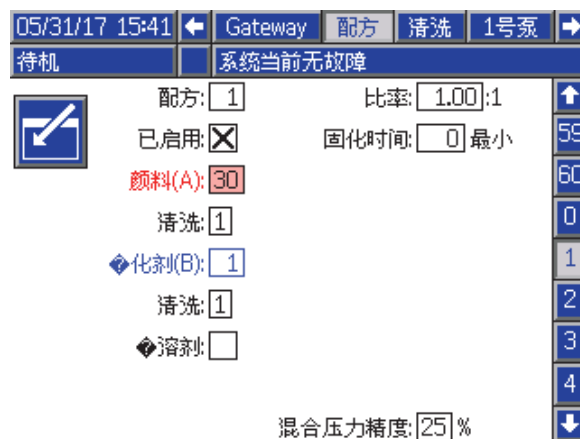 05/31/17 15:41 Gateway 配方 清洗 1号泵
待机 系统当前无故障
配方: 1 比率: 1.00 :1
已启用: 固化时间: 0 最小
颜料(A): 30
清洗: 1
�化剂(B): 1
清洗: 1
�溶剂:
混合压力精度: 25 %
59
60
0
1
2
3
4